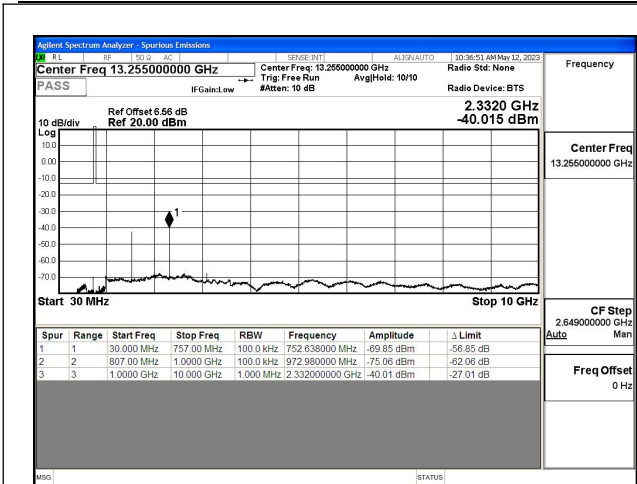 Agilent Spectrum Analyzer - Spurious Emissions
RL RF 50 Ω AC SENSE:INT ALIGN AUTO 10:36:51 AM May 12, 2023
Center Freq 13.255000000 GHz
Center Freq: 13.255000000 GHz
Radio Std: None
Trig: Free Run Avg|Hold: 10/10
PASS
IFGain:Low
#Atten: 10 dB
Radio Device: BTS
Ref Offset 6.56 dB
2.3320 GHz
10 dB/div
Ref 20.00 dBm
-40.015 dBm
Log
10.0
0.00
-10.0
-20.0
-30.0
-40.0
-50.0
-60.0
-70.0
1
Start 30 MHz
Stop 10 GHz
Spur Range Start Freq Stop Freq RBW Frequency Amplitude Δ Limit
1 1 30.000 MHz 757.00 MHz 100.0 kHz 752.638000 MHz -69.85 dBm -56.85 dB
2 2 807.00 MHz 1.0000 GHz 100.0 kHz 972.980000 MHz -75.06 dBm -62.06 dB
3 3 1.0000 GHz 10.000 GHz 1.000 MHz 2.332000000 GHz -40.01 dBm -27.01 dB
MSG
STATUS
Frequency
Center Freq
13.255000000 GHz
CF Step
2.649000000 GHz
Auto Man
Freq Offset
0 Hz